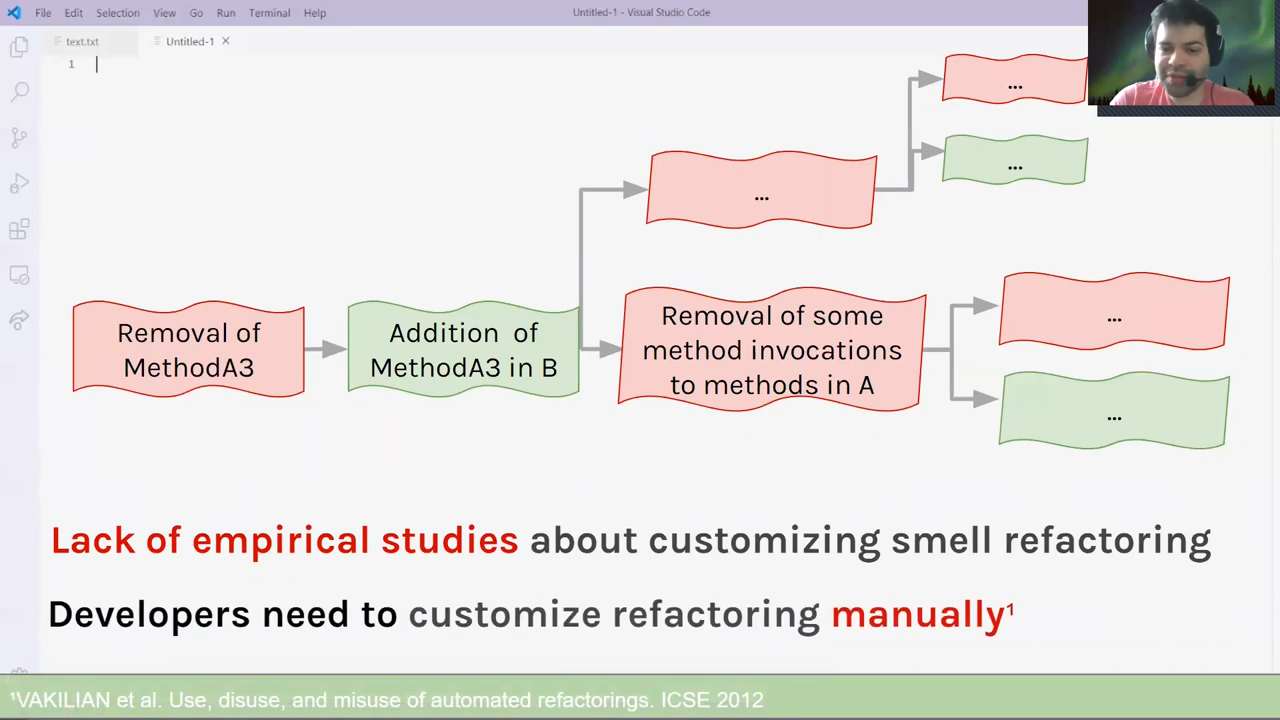 File Edit Selection View Go Run Terminal Help
Untitled-1 - Visual Studio Code
text.txt
Untitled-1
1
...
...
...
Removal of
MethodA3
Addition of
MethodA3 in B
Removal of some
method invocations
to methods in A
...
...
Lack of empirical studies about customizing smell refactoring
Developers need to customize refactoring manually¹
¹VAKILIAN et al. Use, disuse, and misuse of automated refactorings. ICSE 2012